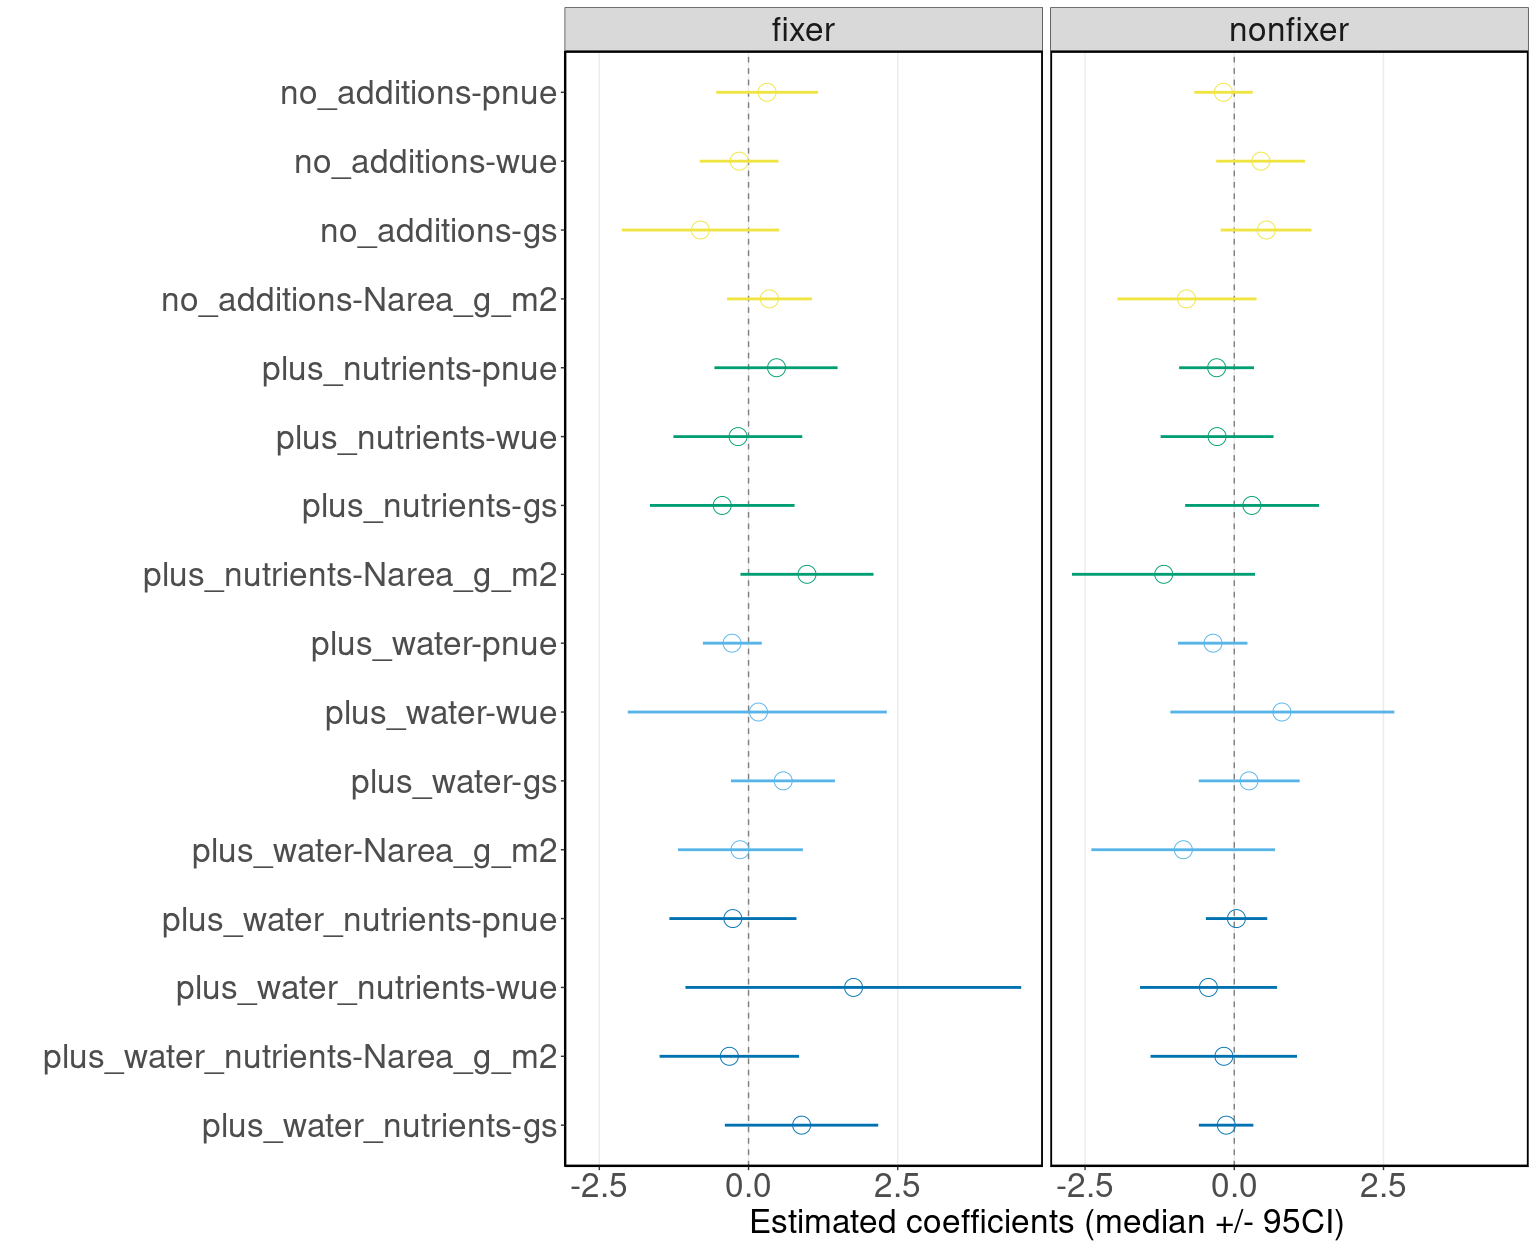 fixer
nonfixer
no_additions-pnue
no_additions-wue
no_additions-gs
no_additions-Narea_g_m2
plus_nutrients-pnue
plus_nutrients-wue
plus_nutrients-gs
plus_nutrients-Narea_g_m2
plus_water-pnue
plus_water-wue
plus_water-gs
plus_water-Narea_g_m2
plus_water_nutrients-pnue
plus_water_nutrients-wue
plus_water_nutrients-Narea_g_m2
plus_water_nutrients-gs
-2.5 0.0 2.5
-2.5 0.0 2.5
Estimated coefficients (median +/- 95CI)